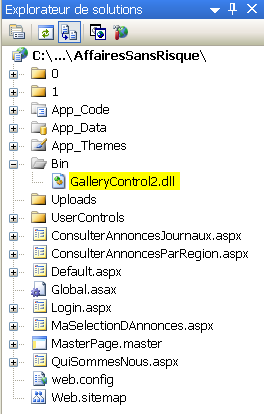 Explorateur de solutions
C:\...\AffairesSansRisque\
0
1
App_Code
App_Data
App_Themes
Bin
GalleryControl2.dll
Uploads
UserControls
ConsulterAnnoncesJournaux.aspx
ConsulterAnnoncesParRegion.aspx
Default.aspx
Global.asax
Login.aspx
MaSelectionDAnnonces.aspx
MasterPage.master
QuiSommesNous.aspx
web.config
Web.sitemap